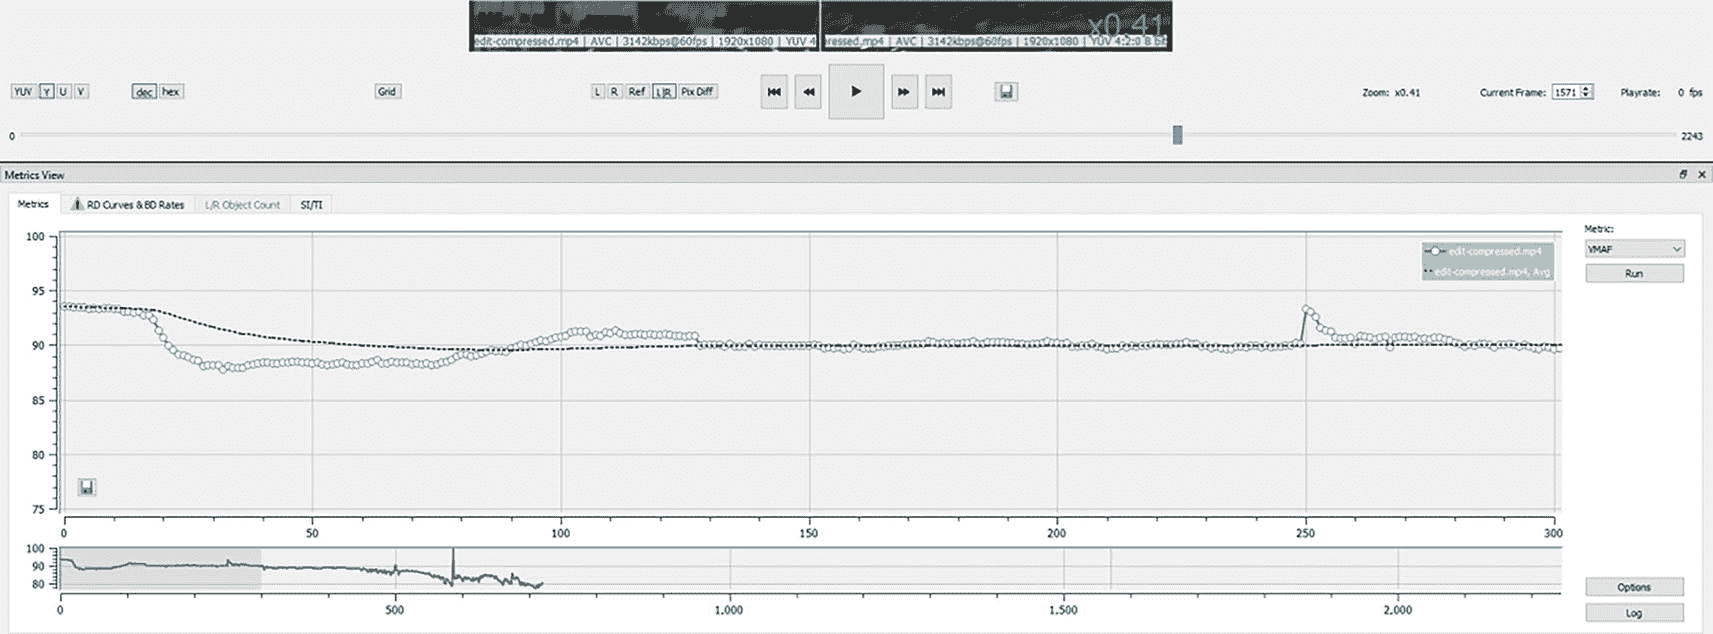 x0.41
edit-compressed.mp4 | AVC | 3142kbps@60fps | 1920x1080 | YUV 4
ressed.mp4 | AVC | 3142kbps@60fps | 1920x1080 | YUV 4:2:0 8 bit
YUV Y U V dec hex Grid L R Ref L|R Pix Diff Zoom: x0.41 Current Frame: 1571 Playrate: 0 fps
0 2243
Metrics View
Metrics RD Curves & BD Rates L/R Object Count SI/TI
Metric:
VMAF
Run
edit-compressed.mp4
edit-compressed.mp4, Avg
100
95
90
85
80
75
0 50 100 150 200 250 300
100
90
80
0 500 1,000 1,500 2,000
Options
Log